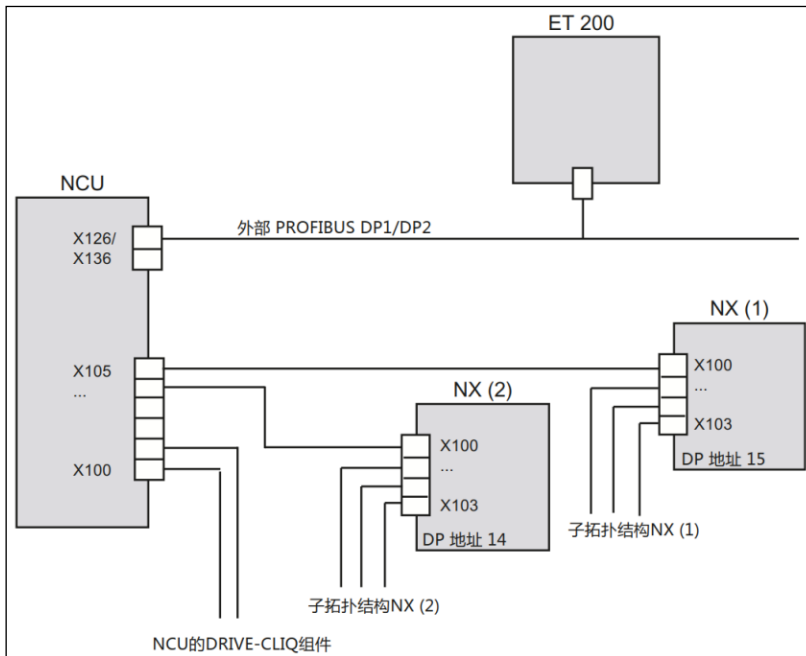 ET 200
NCU
X126/
X136
外部 PROFIBUS DP1/DP2
NX (1)
X105
...
X100
X100
...
X103
DP 地址 15
NX (2)
X100
...
X103
DP 地址 14
子拓扑结构NX (1)
子拓扑结构NX (2)
NCU的DRIVE-CLIQ组件